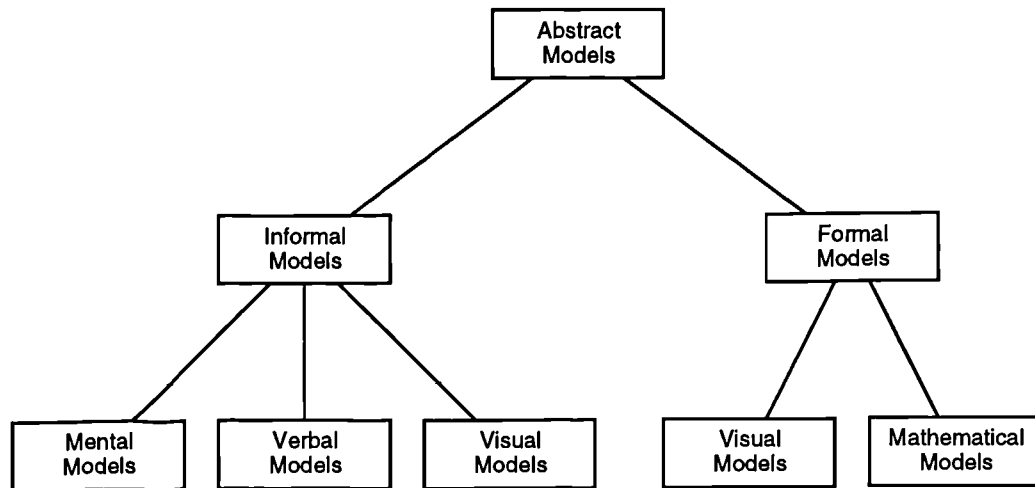 Abstract
Models
Informal
Models
Formal
Models
Mental
Models
Verbal
Models
Visual
Models
Visual
Models
Mathematical
Models